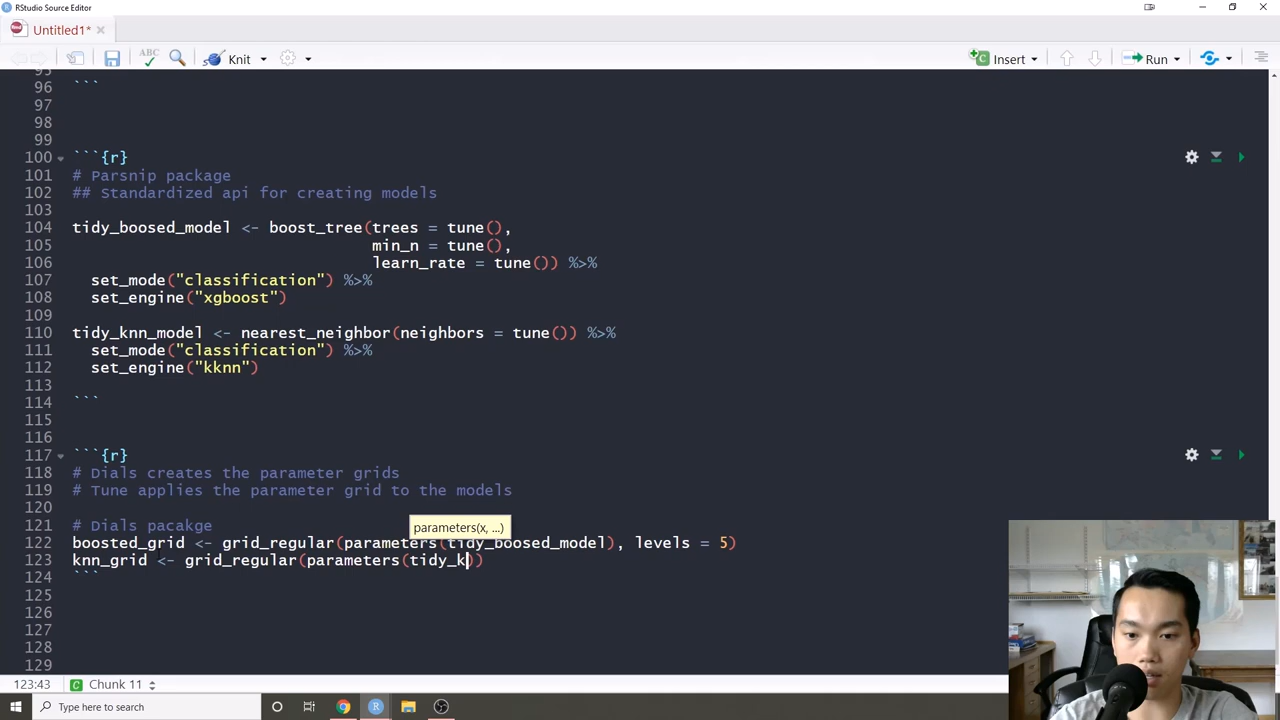 RStudio Source Editor
Untitled1*
ABC
Knit
Insert
Run
95
96 ```
97
98
99
100 ```{r}
101 # Parsnip package
102 ## Standardized api for creating models
103
104 tidy_boosed_model <- boost_tree(trees = tune(),
105 min_n = tune(),
106 learn_rate = tune()) %>%
107 set_mode("classification") %>%
108 set_engine("xgboost")
109
110 tidy_knn_model <- nearest_neighbor(neighbors = tune()) %>%
111 set_mode("classification") %>%
112 set_engine("kknn")
113
114 ```
115
116
117 ```{r}
118 # Dials creates the parameter grids
119 # Tune applies the parameter grid to the models
120
121 # Dials pacakge
parameters(x, ...)
122 boosted_grid <- grid_regular(parameters(tidy_boosed_model), levels = 5)
123 knn_grid <- grid_regular(parameters(tidy_k))
124 ```
125
126
127
128
129
123:43 Chunk 11
Type here to search